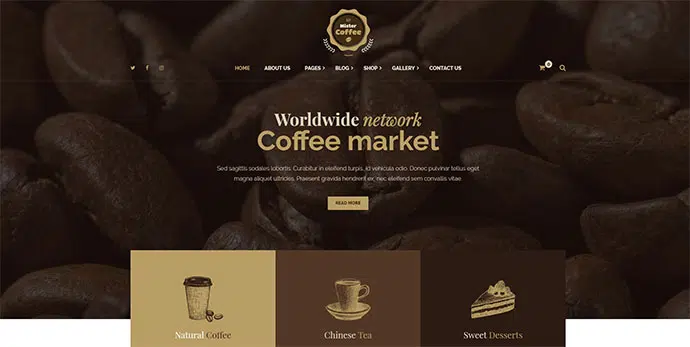 Mister
Coffee
HOME ABOUT US PAGES BLOG SHOP GALLERY CONTACT US
0
Worldwide network
Coffee market
Sed sagittis sodales lobortis. Curabitur in eleifend turpis, id vehicula odio. Donec pulvinar tellus eget
magna aliquet ultricies. Praesent gravida hendrerit ex, nec eleifend sem convallis vitae.
READ MORE
Natural Coffee
Chinese Tea
Sweet Desserts